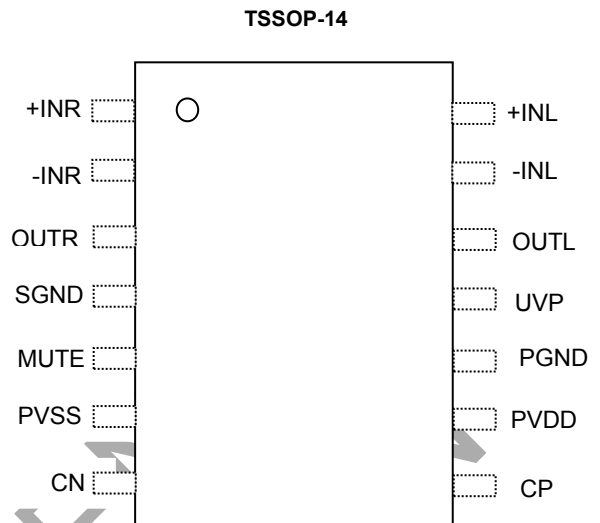 TSSOP-14
+INR +INL
-INR -INL
OUTR OUTL
SGND UVP
MUTE PGND
PVSS PVDD
CN CP